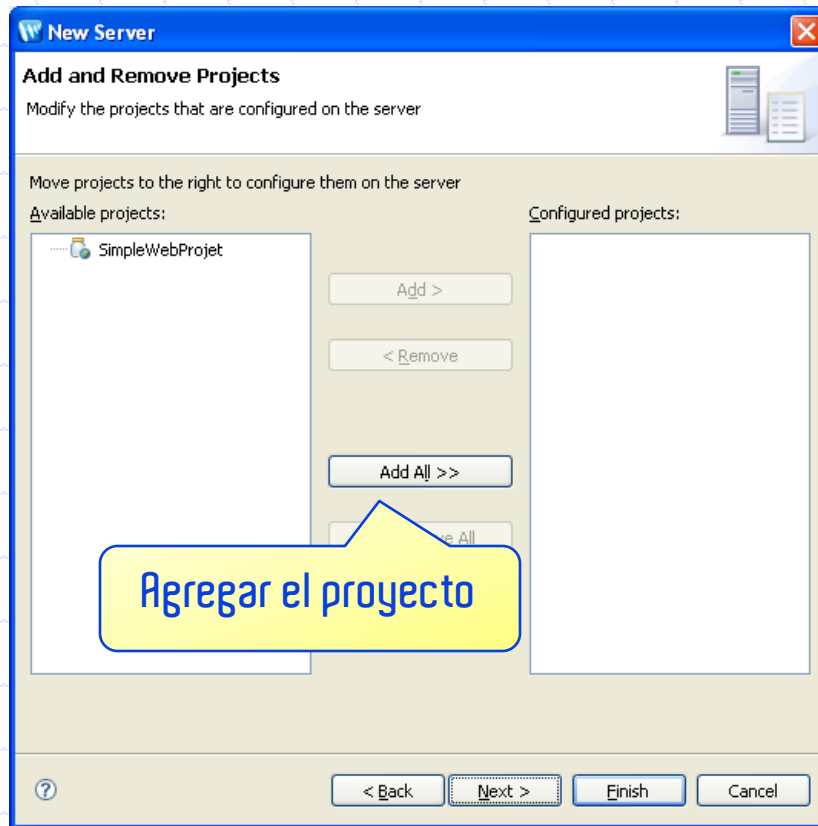 New Server
Add and Remove Projects
Modify the projects that are configured on the server
Move projects to the right to configure them on the server
Available projects:
Configured projects:
SimpleWebProjet
Add >
< Remove
Add All >>
All
Agregar el proyecto
< Back
Next >
Finish
Cancel